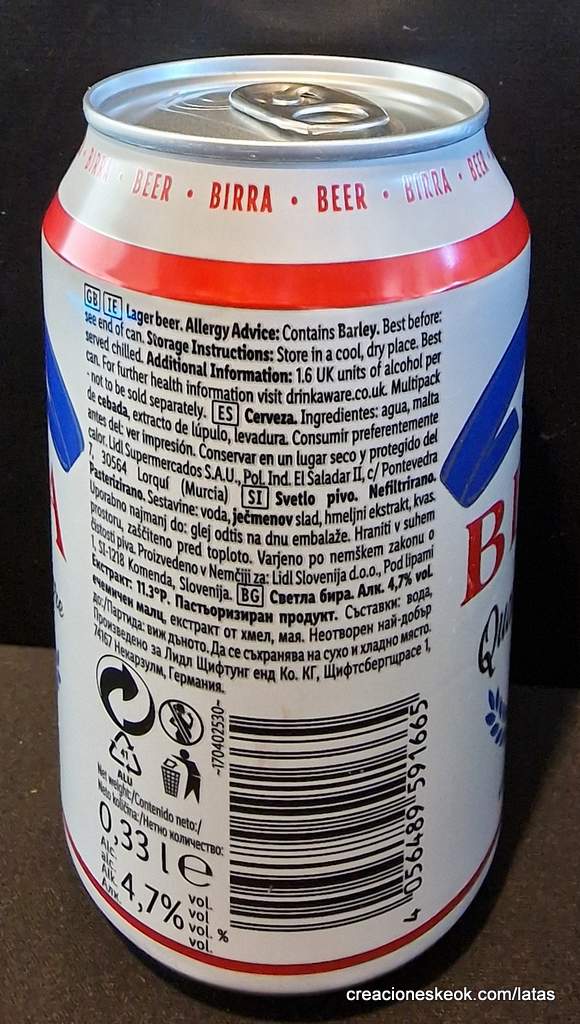 BIRRA • BEER • BIRRA • BEER • BIRRA • BEER
GB IE Lager beer. Allergy Advice: Contains Barley. Best before:
see end of can. Storage Instructions: Store in a cool, dry place. Best
served chilled. Additional Information: 1.6 UK units of alcohol per
can. For further health information visit drinkaware.co.uk. Multipack
- not to be sold separately. ES Cerveza. Ingredientes: agua, malta
de cebada, extracto de lúpulo, levadura. Consumir preferentemente
antes del: ver impresión. Conservar en un lugar seco y protegido del
calor. Lidl Supermercados S.A.U., Pol. Ind. El Saladar II, c/ Pontevedra
7, 30564 Lorquí (Murcia) SI Svetlo pivo. Nefiltrirano.
Pasterizirano. Sestavine: voda, ječmenov slad, hmeljni ekstrakt, kvas.
Uporabno najmanj do: glej odtis na dnu embalaže. Hraniti v suhem
prostoru, zaščiteno pred toploto. Varjeno po nemškem zakonu o
čistosti piva. Proizvedeno v Nemčiji za: Lidl Slovenija d.o.o., Pod lipami
1, SI-1218 Komenda, Slovenija. BG Светла бира. Алк. 4,7% vol.
Екстракт: 11.3°P. Пастьоризиран продукт. Съставки: вода,
ечемичен малц, екстракт от хмел, мая. Неотворен най-добър
до:/Партида: виж дъното. Да се съхранява на сухо и хладно място.
Произведено за Лидл Щифтунг енд Ко. КГ, Щифтсбергщрасе 1,
74167 Некарзулм, Германия.
-170402530-
ALU
Net weight:/Contenido neto:/
Neto količina:/Нетно количество:
0,33 l e
Alc. alc. Alk. Алк. 4,7% vol. vol vol. % vol.
4 056489 591665
A
B
Qua
creacioneskeok.com/latas